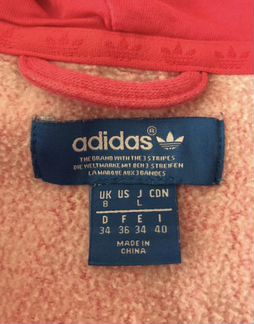 adidas®
THE BRAND WITH THE 3 STRIPES
DIE WELTMARKE MIT DEN 3 STREIFEN
LA MARQUE AUX 3 BANDES
UK US J CDN
8 L
D F E I
34 36 34 40
MADE IN
CHINA